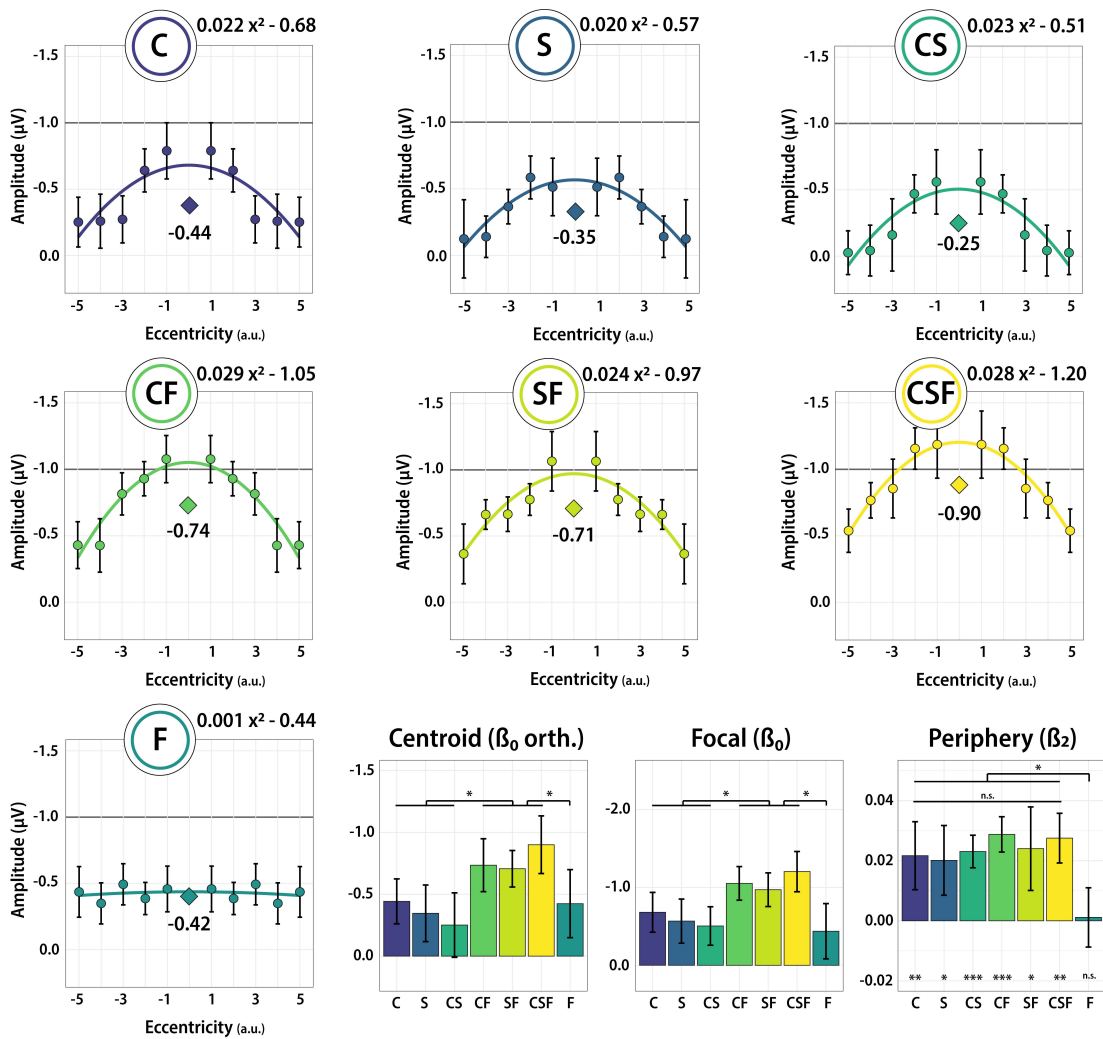 C
0.022 x² - 0.68
S
0.020 x² - 0.57
CS
0.023 x² - 0.51
Amplitude (µV)
-1.5
-1.0
-0.5
0.0
-0.44
-5 -3 -1 1 3 5
Eccentricity (a.u.)
Amplitude (µV)
-1.5
-1.0
-0.5
0.0
-0.35
-5 -3 -1 1 3 5
Eccentricity (a.u.)
Amplitude (µV)
-1.5
-1.0
-0.5
0.0
-0.25
-5 -3 -1 1 3 5
Eccentricity (a.u.)
CF
0.029 x² - 1.05
SF
0.024 x² - 0.97
CSF
0.028 x² - 1.20
Amplitude (µV)
-1.5
-1.0
-0.5
0.0
-0.74
-5 -3 -1 1 3 5
Eccentricity (a.u.)
Amplitude (µV)
-1.5
-1.0
-0.5
0.0
-0.71
-5 -3 -1 1 3 5
Eccentricity (a.u.)
Amplitude (µV)
-1.5
-1.0
-0.5
0.0
-0.90
-5 -3 -1 1 3 5
Eccentricity (a.u.)
F
0.001 x² - 0.44
Amplitude (µV)
-1.5
-1.0
-0.5
0.0
-0.42
-5 -3 -1 1 3 5
Eccentricity (a.u.)
Centroid (ß₀ orth.)
-1.5
-1.0
-0.5
0.0
* *
C S CS CF SF CSF F
Focal (ß₀)
-2.0
-1.0
0.0
* *
C S CS CF SF CSF F
Periphery (ß₂)
*
n.s.
0.04
0.02
0.00
-0.02
** * *** *** * ** n.s.
C S CS CF SF CSF F